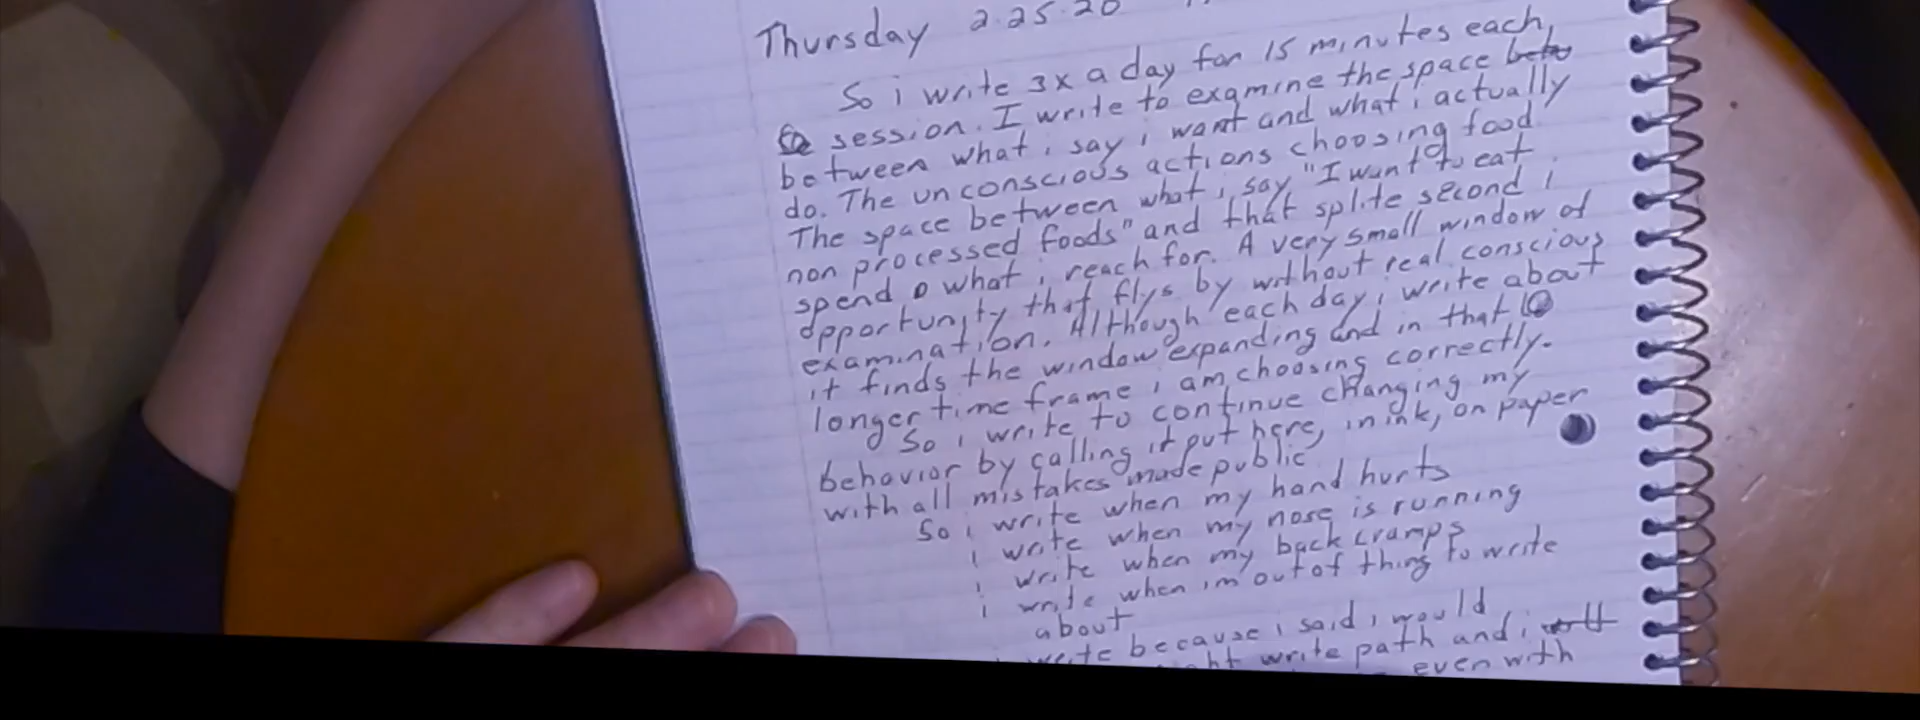 Thursday 2.25.20
So i write 3x a day for 15 minutes each,
session. I write to examine the space
between what i say i want and what i actually
do. The unconscious actions choosing food
The space between what i say "I want to eat
non processed foods" and that splite second i
spend o what i reach for. A very small window of
opportunity that flys by without real conscious
examination. Although each day i write about
it finds the window expanding and in that
longer time frame i am choosing correctly.
So i write to continue changing my
behavior by calling it out here, in ink, on paper
with all mistakes made public
So i write when my hand hurts
i write when my nose is running
i write when my back cramps
i write when im out of thing to write
about
write because i said i would
write path and i
even with